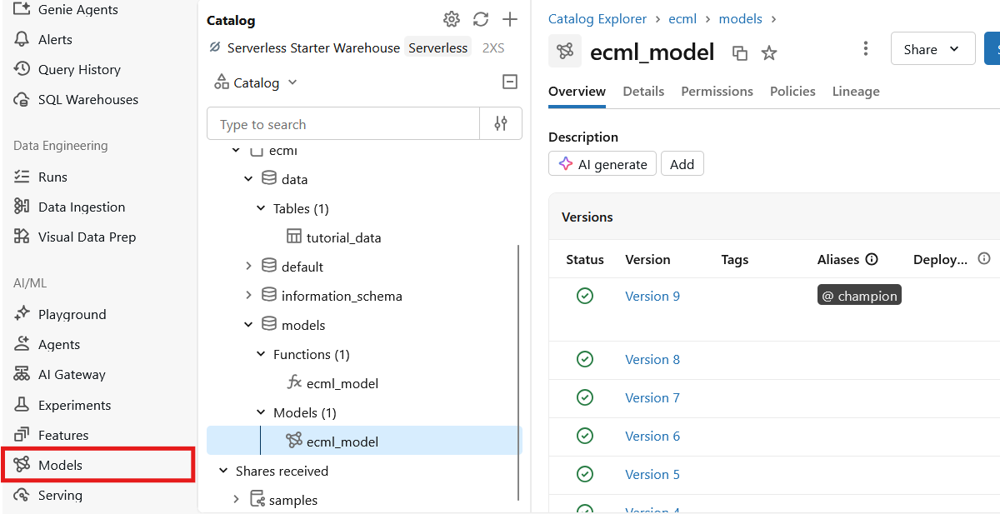 Genie Agents
Alerts
Query History
SQL Warehouses
Data Engineering
Runs
Data Ingestion
Visual Data Prep
AI/ML
Playground
Agents
AI Gateway
Experiments
Features
Models
Serving
Catalog
Serverless Starter Warehouse Serverless 2XS
Catalog
Type to search
ecml
data
Tables (1)
tutorial_data
default
information_schema
models
Functions (1)
ecml_model
Models (1)
ecml_model
Shares received
samples
Catalog Explorer > ecml > models >
ecml_model
Share
Overview Details Permissions Policies Lineage
Description
AI generate Add
Versions
Status Version Tags Aliases Deploy...
Version 9 @ champion
Version 8
Version 7
Version 6
Version 5
Version 4